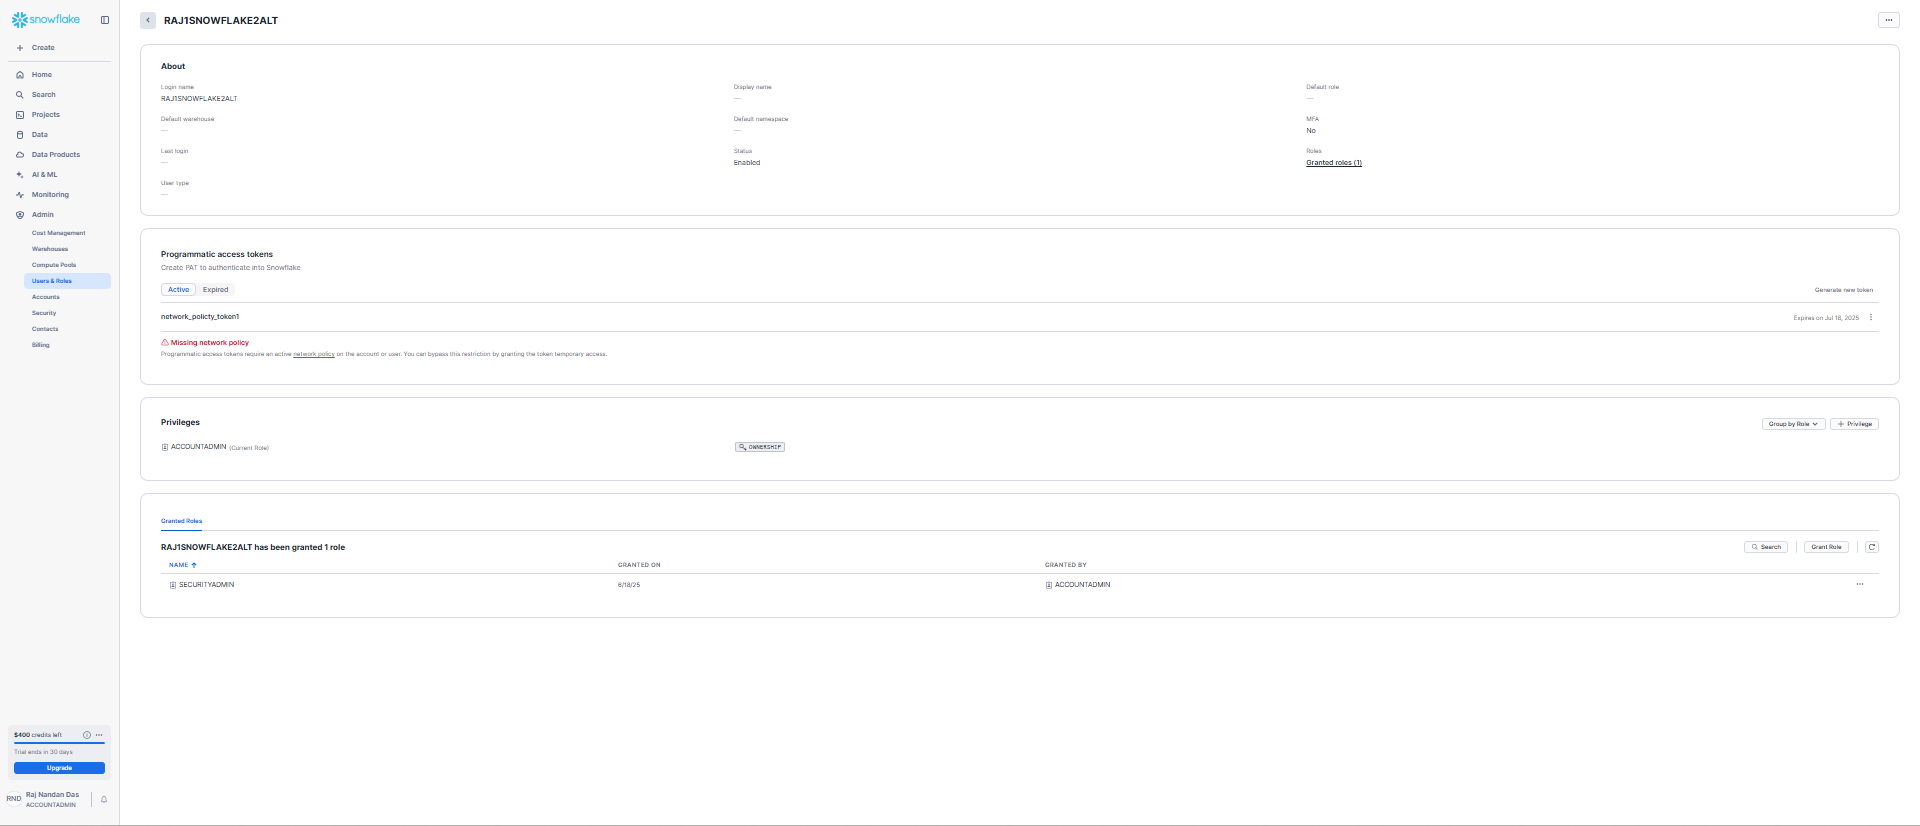 snowflake
Create
Home
Search
Projects
Data
Data Products
AI & ML
Monitoring
Admin
Cost Management
Warehouses
Compute Pools
Users & Roles
Accounts
Security
Contacts
Billing
$400 credits left
Trial ends in 30 days
Upgrade
RND
Raj Nandan Das
ACCOUNTADMIN
RAJ1SNOWFLAKE2ALT
About
Login name
RAJ1SNOWFLAKE2ALT
Display name
—
Default role
—
Default warehouse
—
Default namespace
—
MFA
No
Last login
—
Status
Enabled
Roles
Granted roles (1)
User type
—
Programmatic access tokens
Create PAT to authenticate into Snowflake
Active Expired
Generate new token
network_policty_token1
Expires on Jul 18, 2025
Missing network policy
Programmatic access tokens require an active network policy on the account or user. You can bypass this restriction by granting the token temporary access.
Privileges
Group by Role
Privilege
ACCOUNTADMIN (Current Role)
OWNERSHIP
Granted Roles
RAJ1SNOWFLAKE2ALT has been granted 1 role
Search
Grant Role
NAME GRANTED ON GRANTED BY
SECURITYADMIN 6/18/25 ACCOUNTADMIN